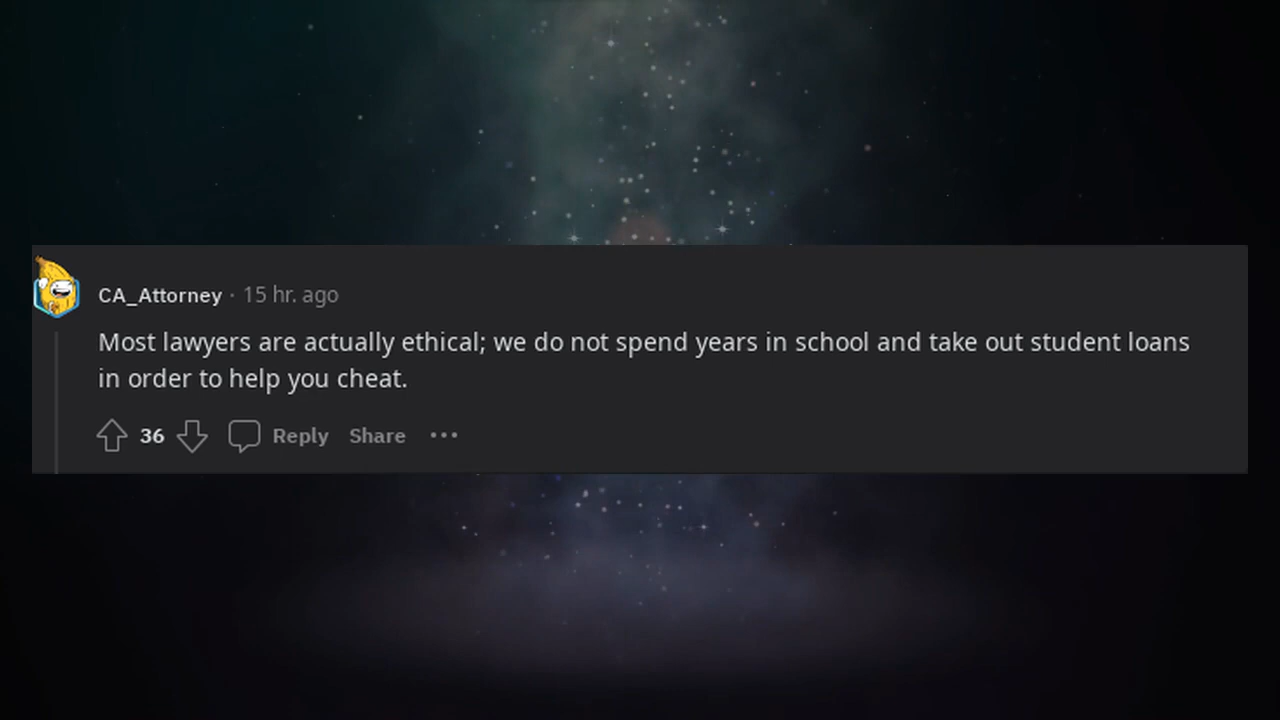 CA_Attorney · 15 hr. ago
Most lawyers are actually ethical; we do not spend years in school and take out student loans
in order to help you cheat.
36 Reply Share •••